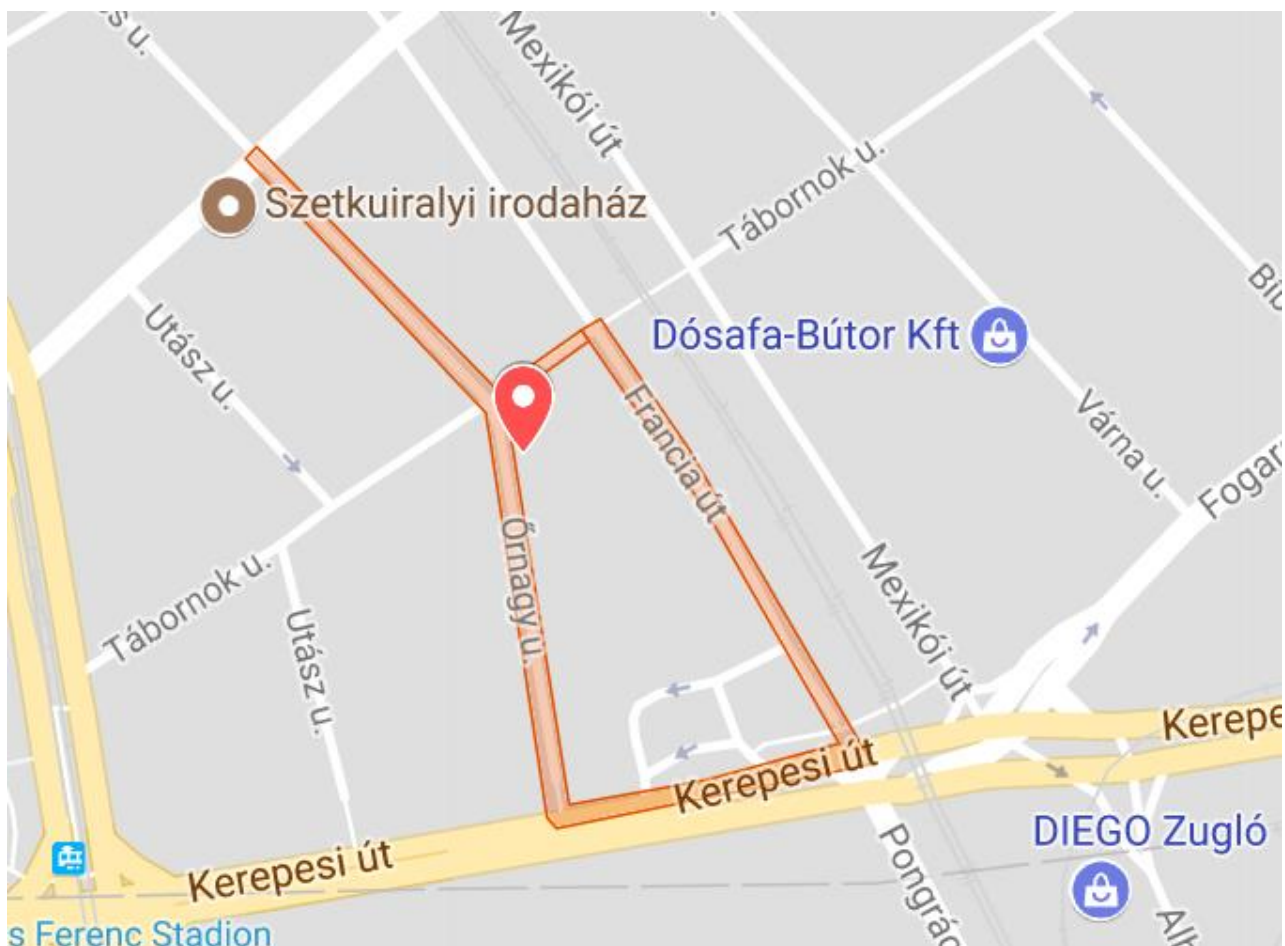 s u.
Mexikói út
Szetkuiralyi irodaház
Tábornok u.
Utász u.
Dósafa-Bútor Kft
Francia út
Várna u.
Fogar
Őrnagy u.
Tábornok u.
Utász u.
Mexikói út
Kerepe
Kerepesi út
Kerepesi út
Pongrác
DIEGO Zugló
s Ferenc Stadion